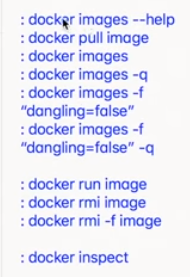 : docker images --help
: docker pull image
: docker images
: docker images -q
: docker images -f
“dangling=false”
: docker images -f
“dangling=false” -q
: docker run image
: docker rmi image
: docker rmi -f image
: docker inspect